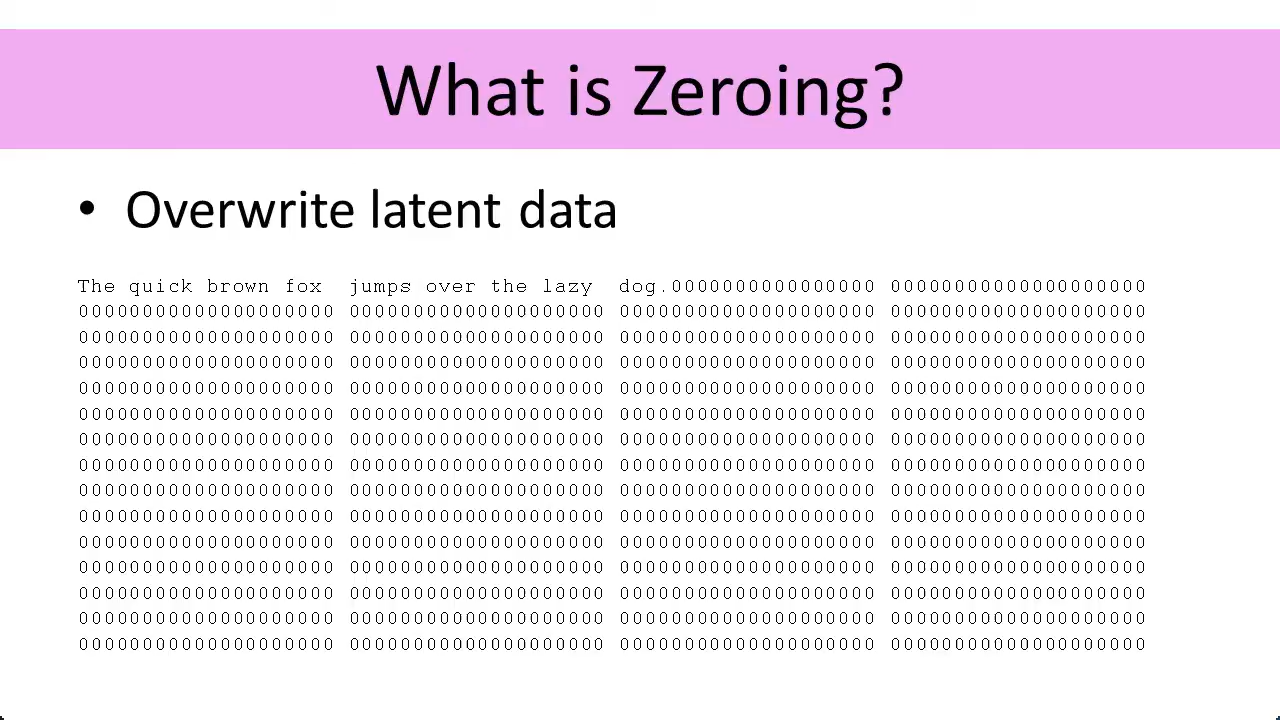 What is Zeroing?
• Overwrite latent data
The quick brown fox jumps over the lazy dog.0000000000000000 00000000000000000000
00000000000000000000 00000000000000000000 00000000000000000000 00000000000000000000
00000000000000000000 00000000000000000000 00000000000000000000 00000000000000000000
00000000000000000000 00000000000000000000 00000000000000000000 00000000000000000000
00000000000000000000 00000000000000000000 00000000000000000000 00000000000000000000
00000000000000000000 00000000000000000000 00000000000000000000 00000000000000000000
00000000000000000000 00000000000000000000 00000000000000000000 00000000000000000000
00000000000000000000 00000000000000000000 00000000000000000000 00000000000000000000
00000000000000000000 00000000000000000000 00000000000000000000 00000000000000000000
00000000000000000000 00000000000000000000 00000000000000000000 00000000000000000000
00000000000000000000 00000000000000000000 00000000000000000000 00000000000000000000
00000000000000000000 00000000000000000000 00000000000000000000 00000000000000000000
00000000000000000000 00000000000000000000 00000000000000000000 00000000000000000000
00000000000000000000 00000000000000000000 00000000000000000000 00000000000000000000
00000000000000000000 00000000000000000000 00000000000000000000 00000000000000000000